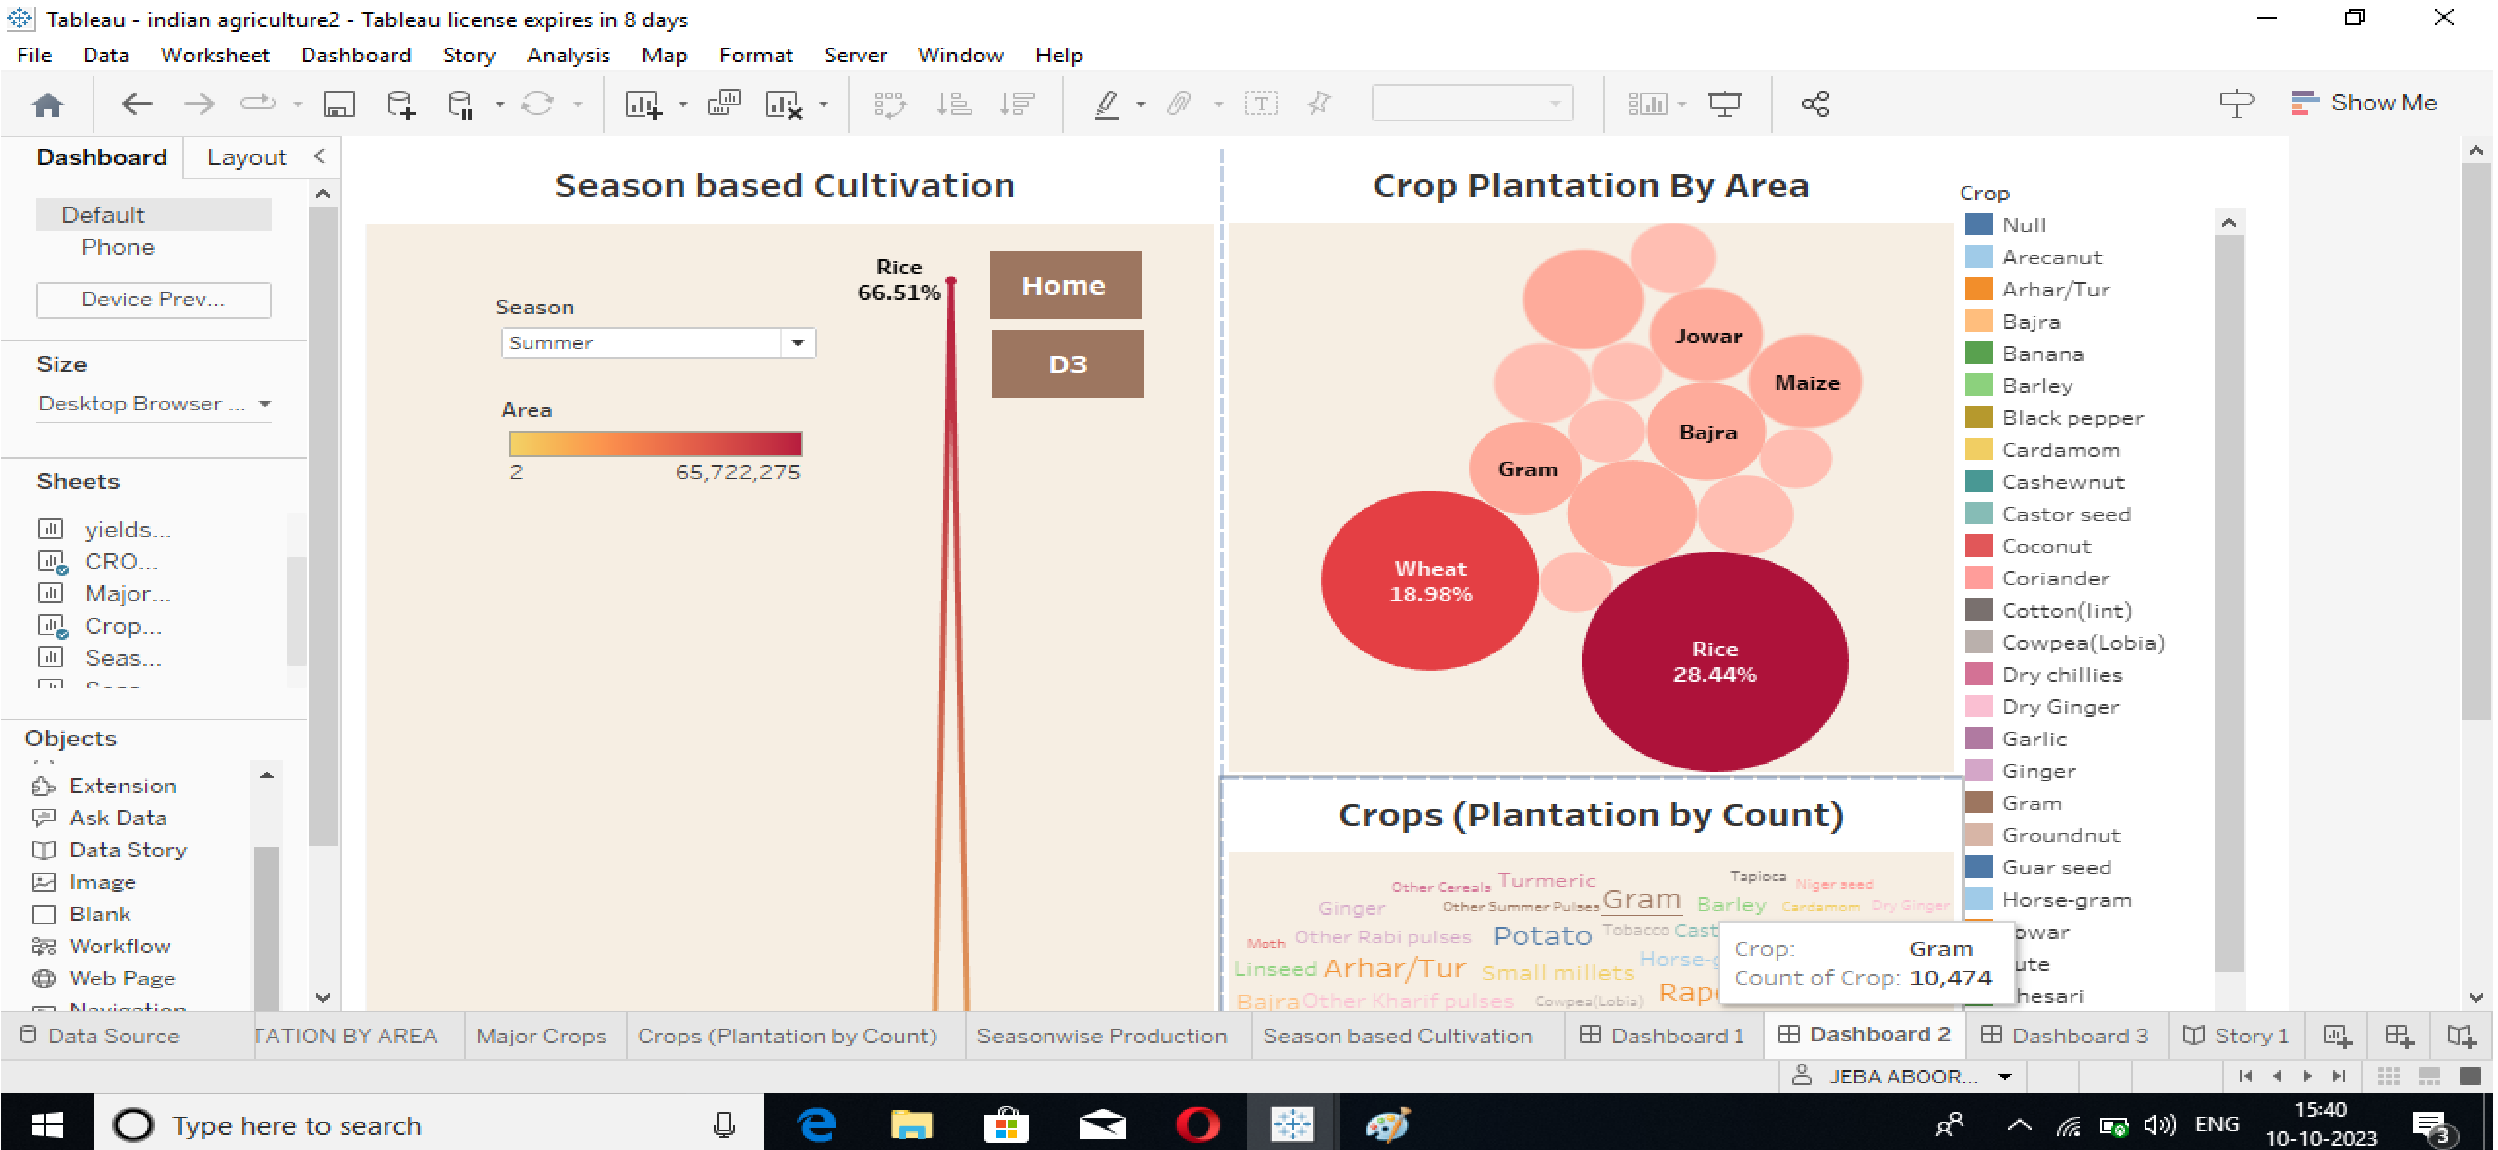 Tableau - indian agriculture2 - Tableau license expires in 8 days
File Data Worksheet Dashboard Story Analysis Map Format Server Window Help
Show Me
Dashboard Layout <
Default
Phone
Device Prev...
Size
Desktop Browser ...
Sheets
yields...
CRO...
Major...
Crop...
Seas...
Objects
Extension
Ask Data
Data Story
Image
Blank
Workflow
Web Page
Navigation
Season based Cultivation
Rice
66.51%
Home
D3
Season
Summer
Area
2 65,722,275
Crop Plantation By Area
Jowar
Maize
Bajra
Gram
Wheat
18.98%
Rice
28.44%
Crops (Plantation by Count)
Other Cereals Turmeric Tapioca Niger seed
Ginger Other Summer Pulses Gram Barley Cardamom Dry Ginger
Moth Other Rabi pulses Potato Tobacco Cast
Linseed Arhar/Tur Small millets Horse-g
Bajra Other Kharif pulses Cowpea(Lobia) Rap
Crop: Gram
Count of Crop: 10,474
Crop
Null
Arecanut
Arhar/Tur
Bajra
Banana
Barley
Black pepper
Cardamom
Cashewnut
Castor seed
Coconut
Coriander
Cotton(lint)
Cowpea(Lobia)
Dry chillies
Dry Ginger
Garlic
Ginger
Gram
Groundnut
Guar seed
Horse-gram
owar
ute
hesari
Data Source TATION BY AREA Major Crops Crops (Plantation by Count) Seasonwise Production Season based Cultivation Dashboard 1 Dashboard 2 Dashboard 3 Story 1
JEBA ABOOR...
Type here to search
ENG
15:40
10-10-2023
3